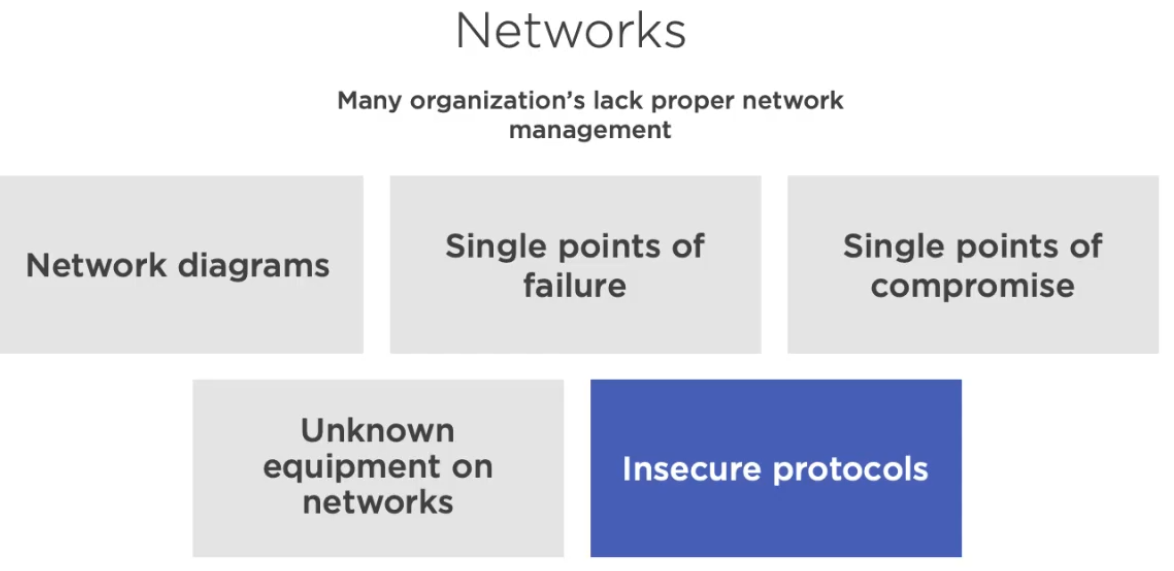 Networks
Many organization's lack proper network
management
Network diagrams
Single points of
failure
Single points of
compromise
Unknown
equipment on
networks
Insecure protocols